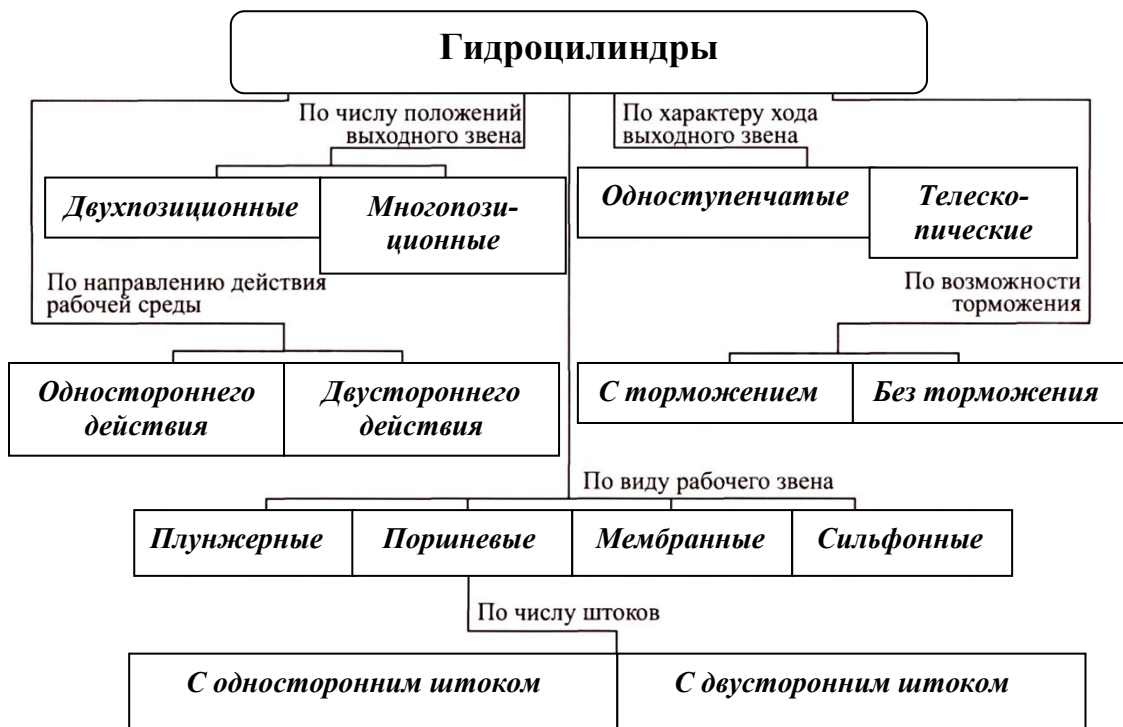 Гидроцилиндры
По числу положений
выходного звена
По характеру хода
выходного звена
Двухпозиционные
Многопози-
ционные
Одноступенчатые
Телеско-
пические
По направлению действия
рабочей среды
По возможности
торможения
Одностороннего
действия
Двустороннего
действия
С торможением
Без торможения
По виду рабочего звена
Плунжерные
Поршневые
Мембранные
Сильфонные
По числу штоков
С односторонним штоком
С двусторонним штоком